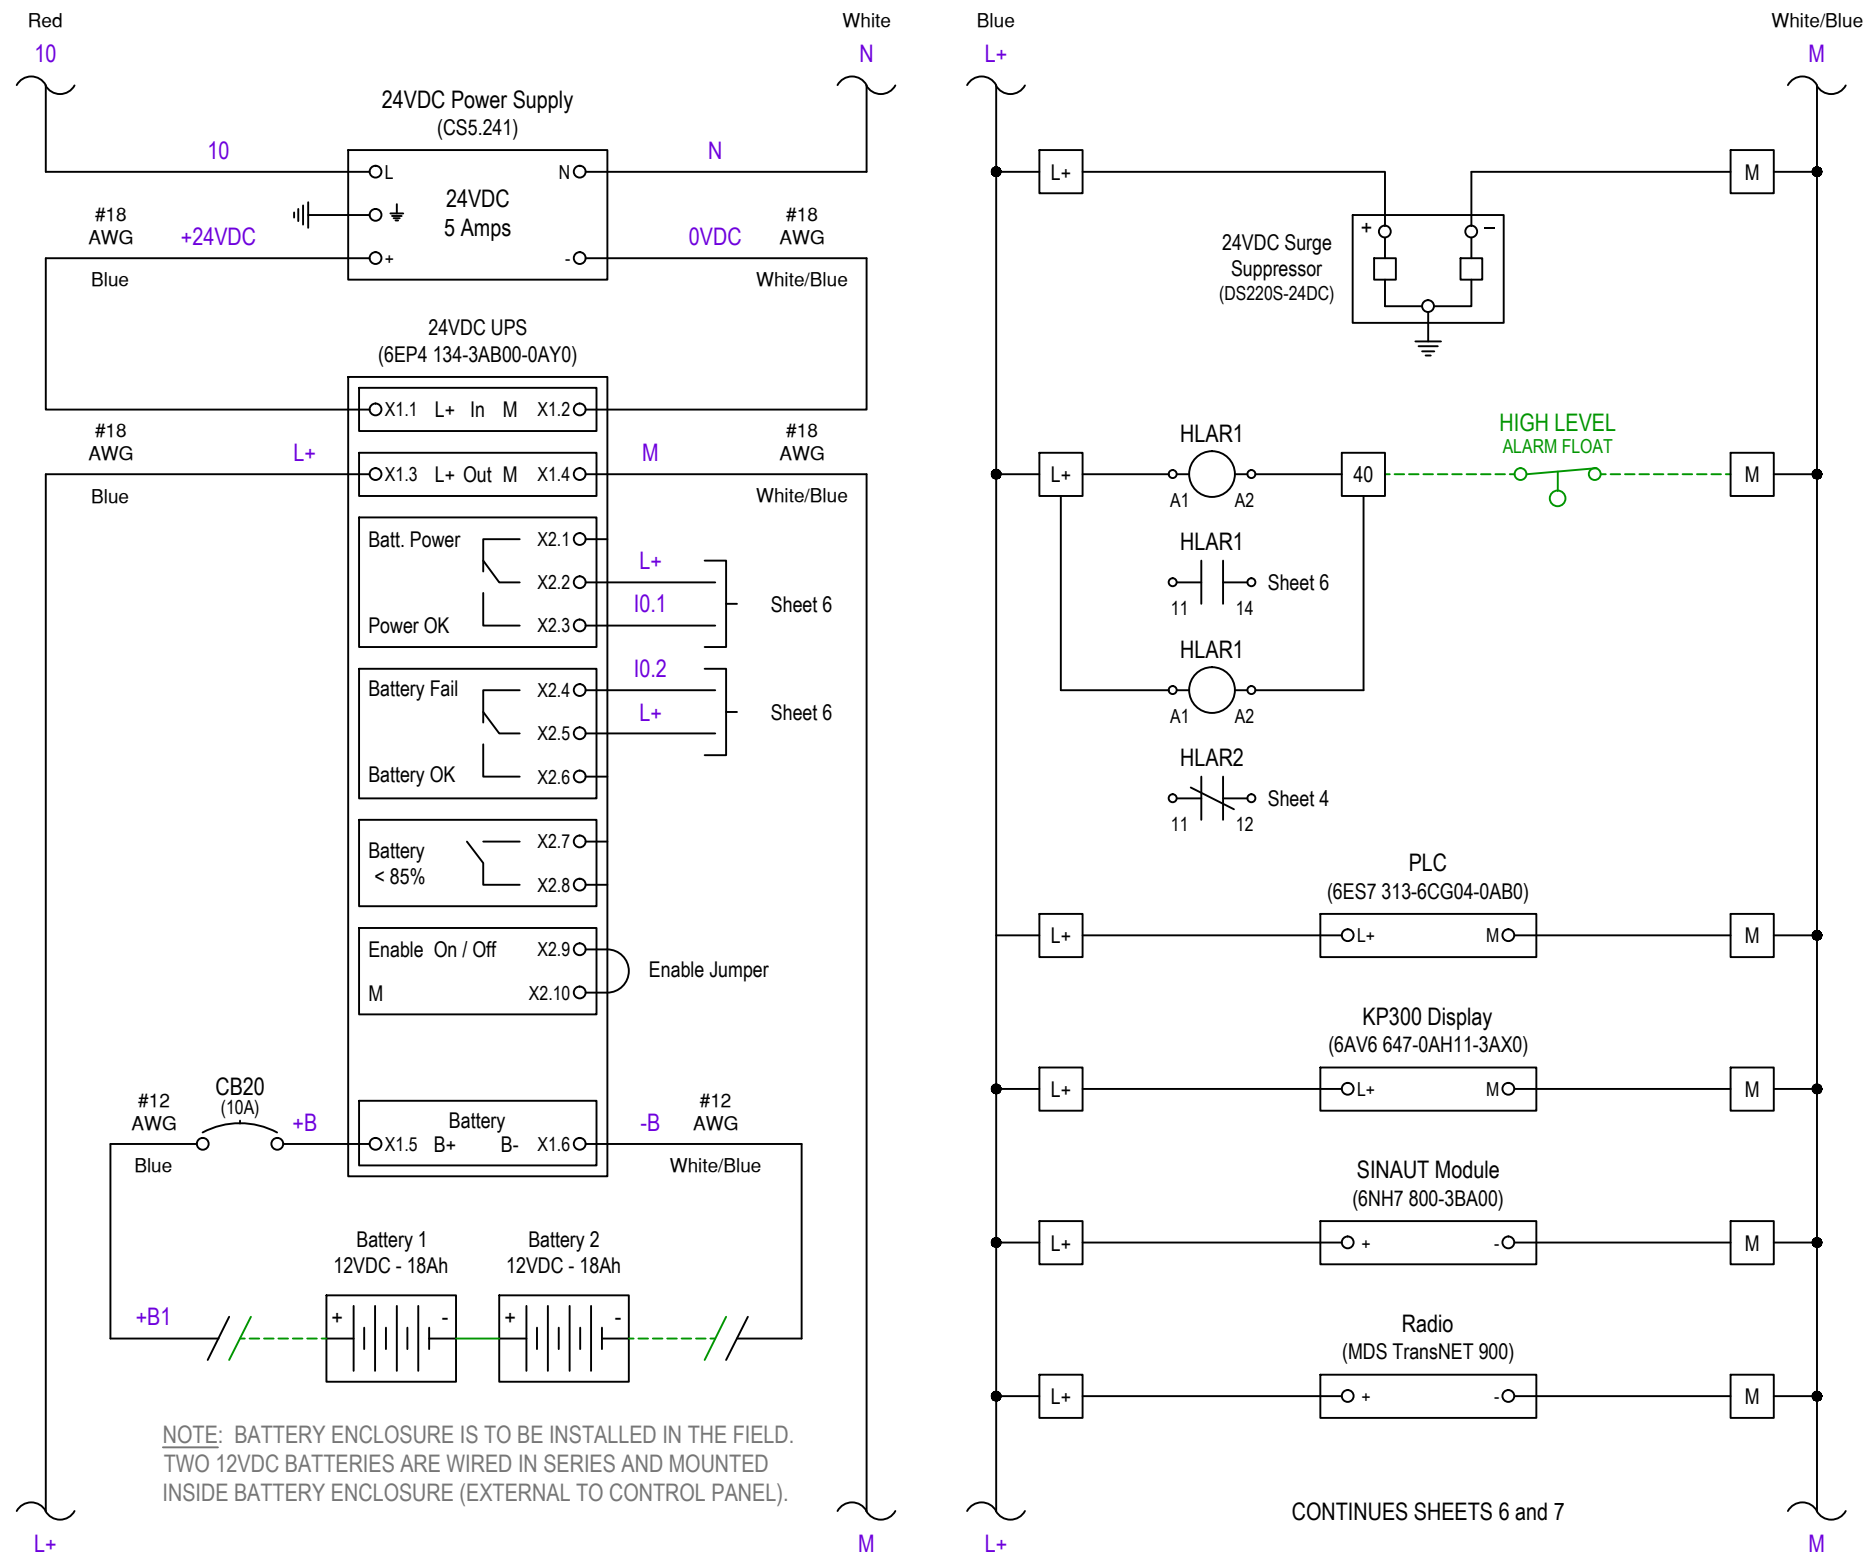 Red
10
White
N
24VDC Power Supply
(CS5.241)
10
N
L
N
24VDC
5 Amps
#18
AWG
+24VDC
Blue
+
-
0VDC
#18
AWG
White/Blue
24VDC UPS
(6EP4 134-3AB00-0AY0)
X1.1 L+ In M X1.2
#18
AWG
L+
Blue
X1.3 L+ Out M X1.4
M
#18
AWG
White/Blue
Batt. Power
X2.1
X2.2
Power OK
X2.3
L+
I0.1
Sheet 6
Battery Fail
X2.4
X2.5
Battery OK
X2.6
I0.2
L+
Sheet 6
Battery
< 85%
X2.7
X2.8
Enable On / Off
X2.9
M
X2.10
Enable Jumper
#12
AWG
Blue
CB20
(10A)
+B
Battery
X1.5 B+ B- X1.6
-B
#12
AWG
White/Blue
Battery 1
12VDC - 18Ah
Battery 2
12VDC - 18Ah
+B1
+ -
+ -
NOTE: BATTERY ENCLOSURE IS TO BE INSTALLED IN THE FIELD.
TWO 12VDC BATTERIES ARE WIRED IN SERIES AND MOUNTED
INSIDE BATTERY ENCLOSURE (EXTERNAL TO CONTROL PANEL).
L+
M
Blue
L+
White/Blue
M
L+
M
24VDC Surge
Suppressor
(DS220S-24DC)
+ −
HLAR1
L+
A1 A2
40
HIGH LEVEL
ALARM FLOAT
M
HLAR1
11 14
Sheet 6
HLAR1
A1 A2
HLAR2
11 12
Sheet 4
PLC
(6ES7 313-6CG04-0AB0)
L+
L+ M
M
KP300 Display
(6AV6 647-0AH11-3AX0)
L+
L+ M
M
SINAUT Module
(6NH7 800-3BA00)
L+
+ -
M
Radio
(MDS TransNET 900)
L+
+ -
M
CONTINUES SHEETS 6 and 7
L+
M